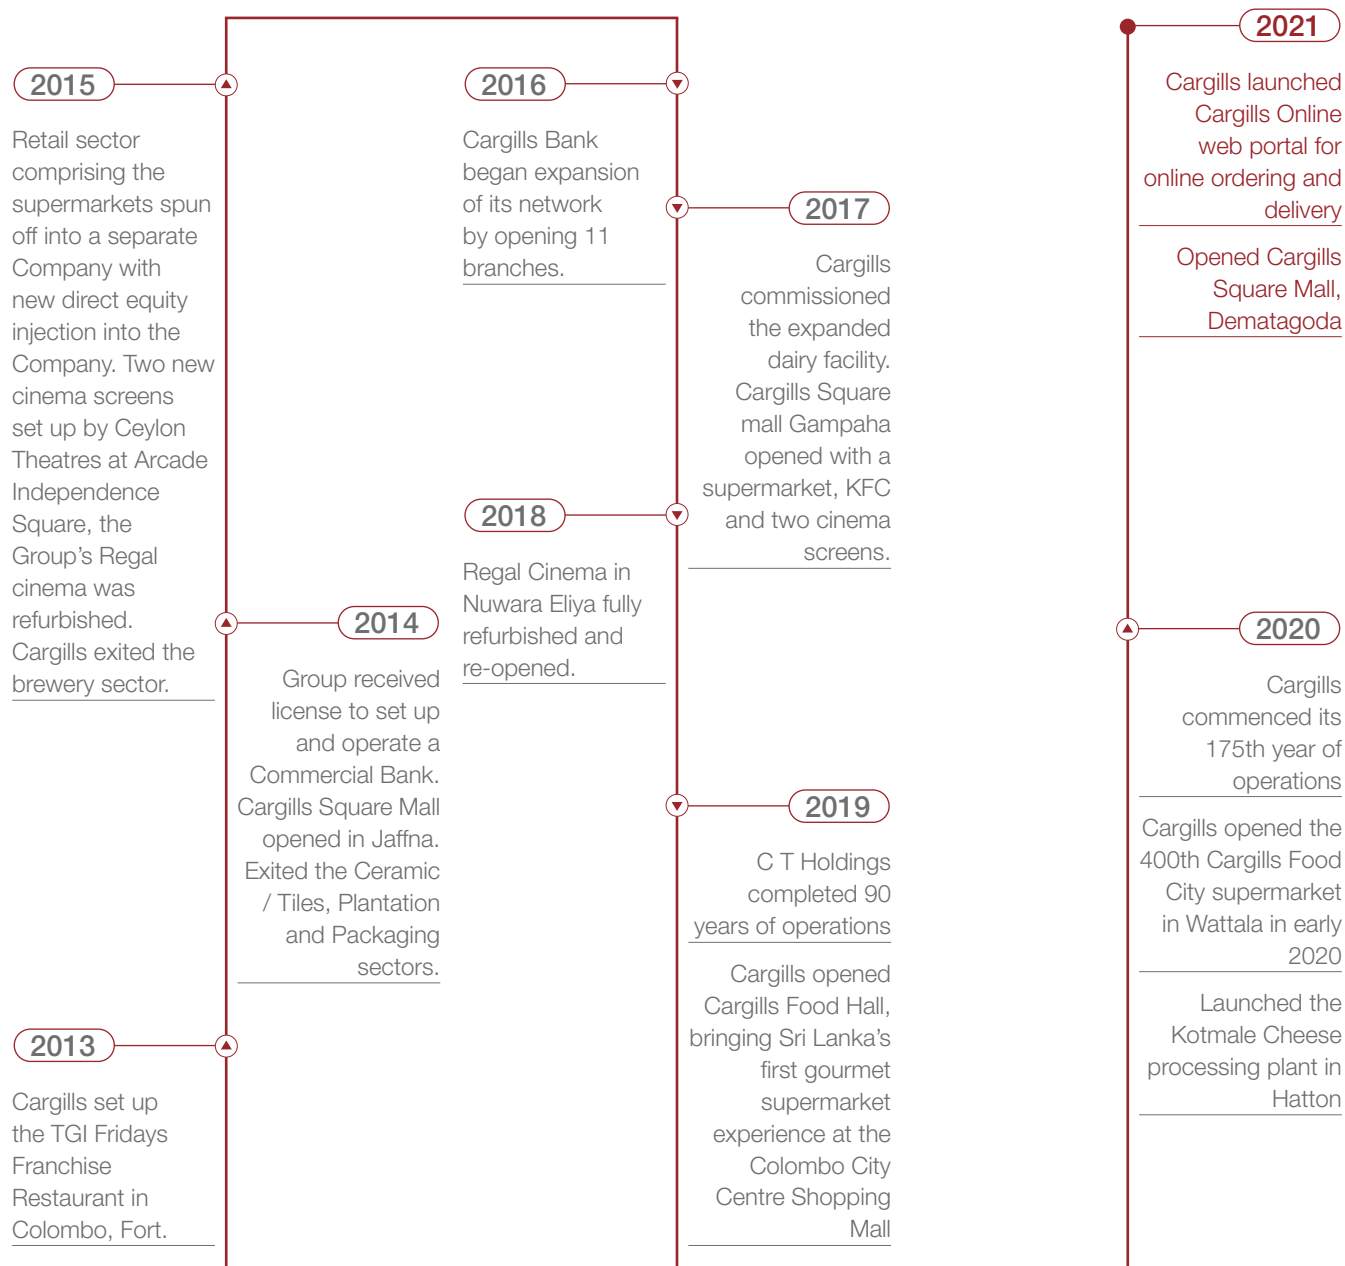 2015
Retail sector
comprising the
supermarkets spun
off into a separate
Company with
new direct equity
injection into the
Company. Two new
cinema screens
set up by Ceylon
Theatres at Arcade
Independence
Square, the
Group’s Regal
cinema was
refurbished.
Cargills exited the
brewery sector.
2014
Group received
license to set up
and operate a
Commercial Bank.
Cargills Square Mall
opened in Jaffna.
Exited the Ceramic
/ Tiles, Plantation
and Packaging
sectors.
2013
Cargills set up
the TGI Fridays
Franchise
Restaurant in
Colombo, Fort.
2016
Cargills Bank
began expansion
of its network
by opening 11
branches.
2017
Cargills
commissioned
the expanded
dairy facility.
Cargills Square
mall Gampaha
opened with a
supermarket, KFC
and two cinema
screens.
2018
Regal Cinema in
Nuwara Eliya fully
refurbished and
re-opened.
2019
C T Holdings
completed 90
years of operations
Cargills opened
Cargills Food Hall,
bringing Sri Lanka’s
first gourmet
supermarket
experience at the
Colombo City
Centre Shopping
Mall
2021
Cargills launched
Cargills Online
web portal for
online ordering and
delivery
Opened Cargills
Square Mall,
Dematagoda
2020
Cargills
commenced its
175th year of
operations
Cargills opened the
400th Cargills Food
City supermarket
in Wattala in early
2020
Launched the
Kotmale Cheese
processing plant in
Hatton